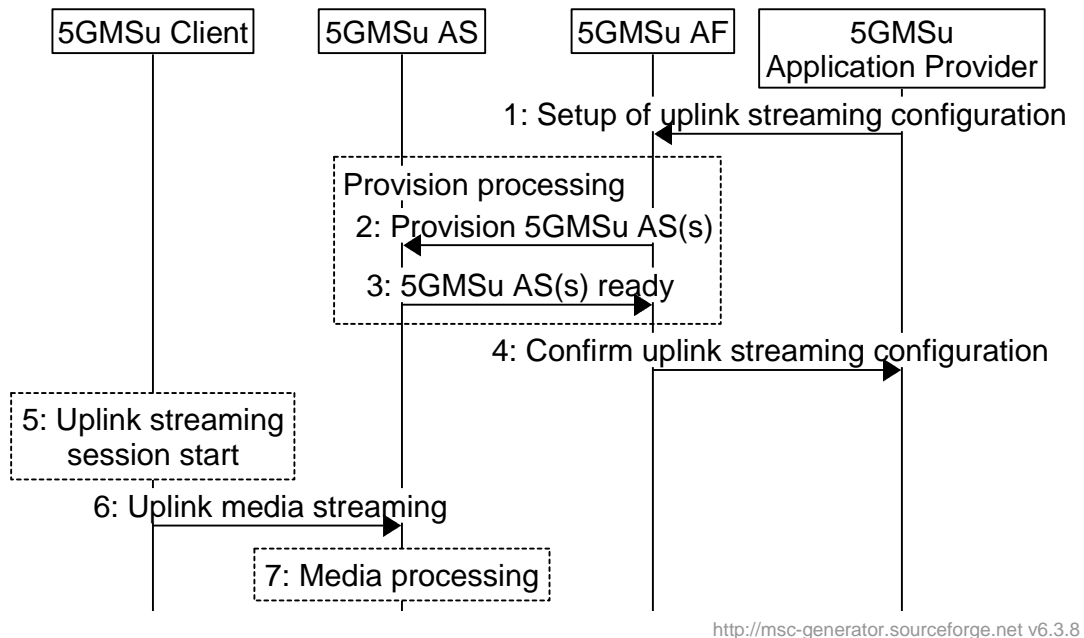 5GMSu Client
5GMSu AS
5GMSu AF
5GMSu
Application Provider
1: Setup of uplink streaming configuration
Provision processing
2: Provision 5GMSu AS(s)
3: 5GMSu AS(s) ready
4: Confirm uplink streaming configuration
5: Uplink streaming
session start
6: Uplink media streaming
7: Media processing
http://msc-generator.sourceforge.net v6.3.8